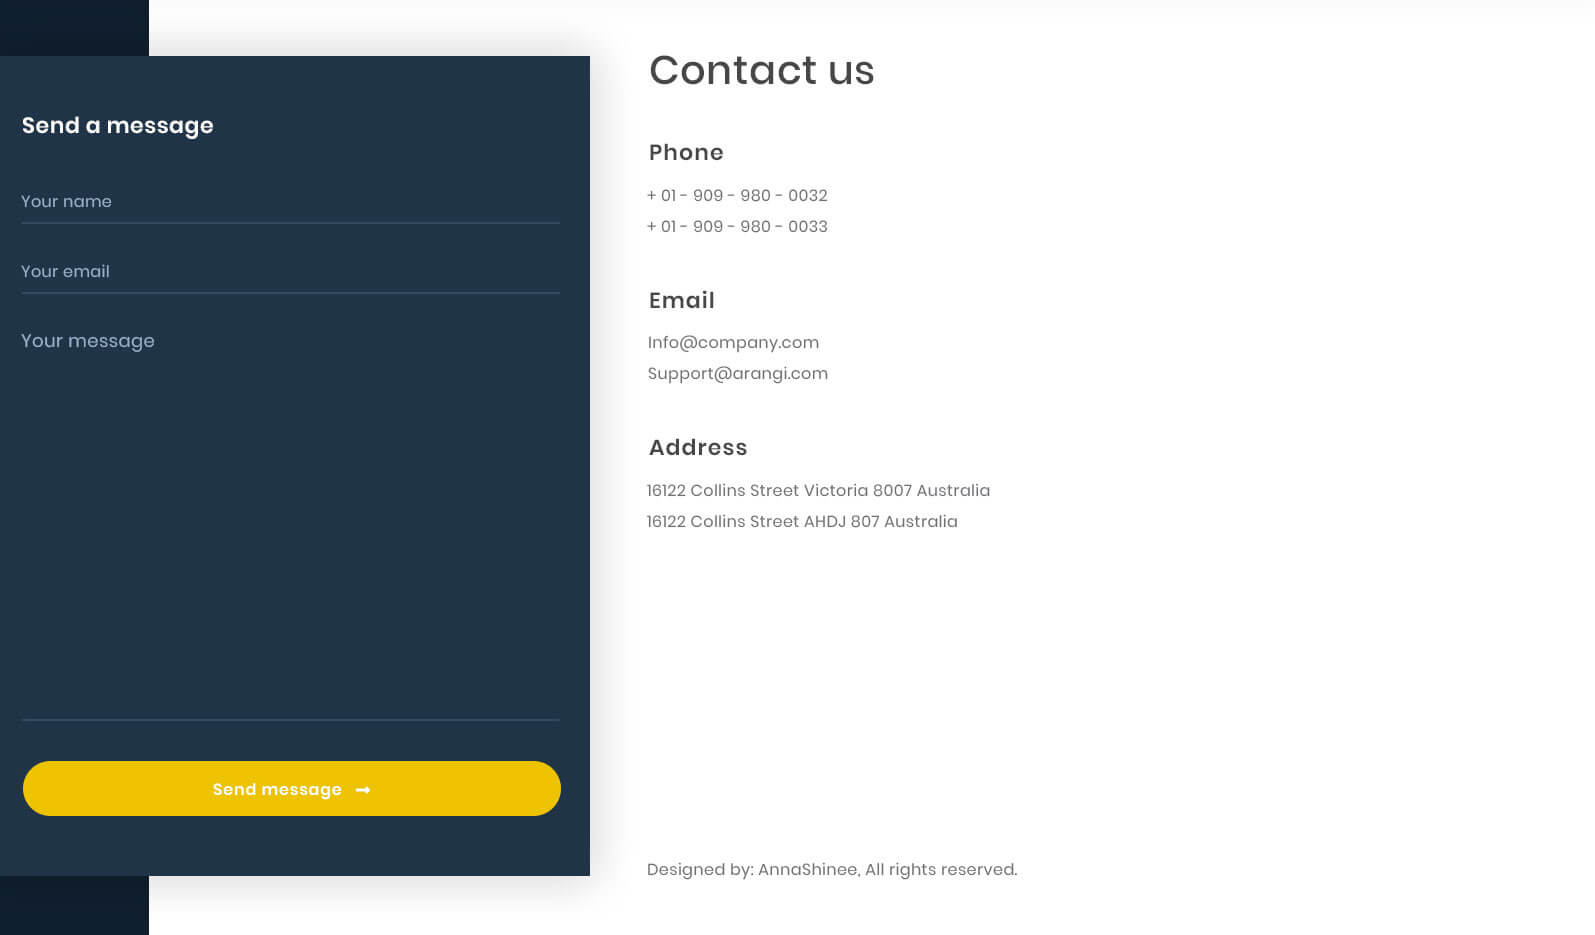 Send a message
Your name
Your email
Your message
Send message
Contact us
Phone
+ 01 - 909 - 980 - 0032
+ 01 - 909 - 980 - 0033
Email
Info@company.com
Support@arangi.com
Address
16122 Collins Street Victoria 8007 Australia
16122 Collins Street AHDJ 807 Australia
Designed by: AnnaShinee, All rights reserved.